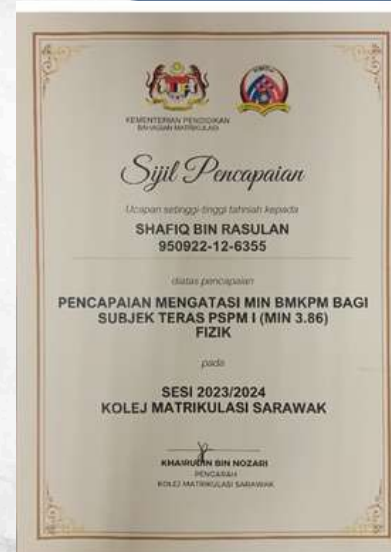 KEMENTERIAN PENDIDIKAN
BAHAGIAN MATRIKULASI
Sijil Pencapaian
Ucapan setinggi-tinggi tahniah kepada
SHAFIQ BIN RASULAN
950922-12-6355
diatas pencapaian
PENCAPAIAN MENGATASI MIN BMKPM BAGI
SUBJEK TERAS PSPM I (MIN 3.86)
FIZIK
pada
SESI 2023/2024
KOLEJ MATRIKULASI SARAWAK
KHAIRUDIN BIN NOZARI
PENGARAH
KOLEJ MATRIKULASI SARAWAK